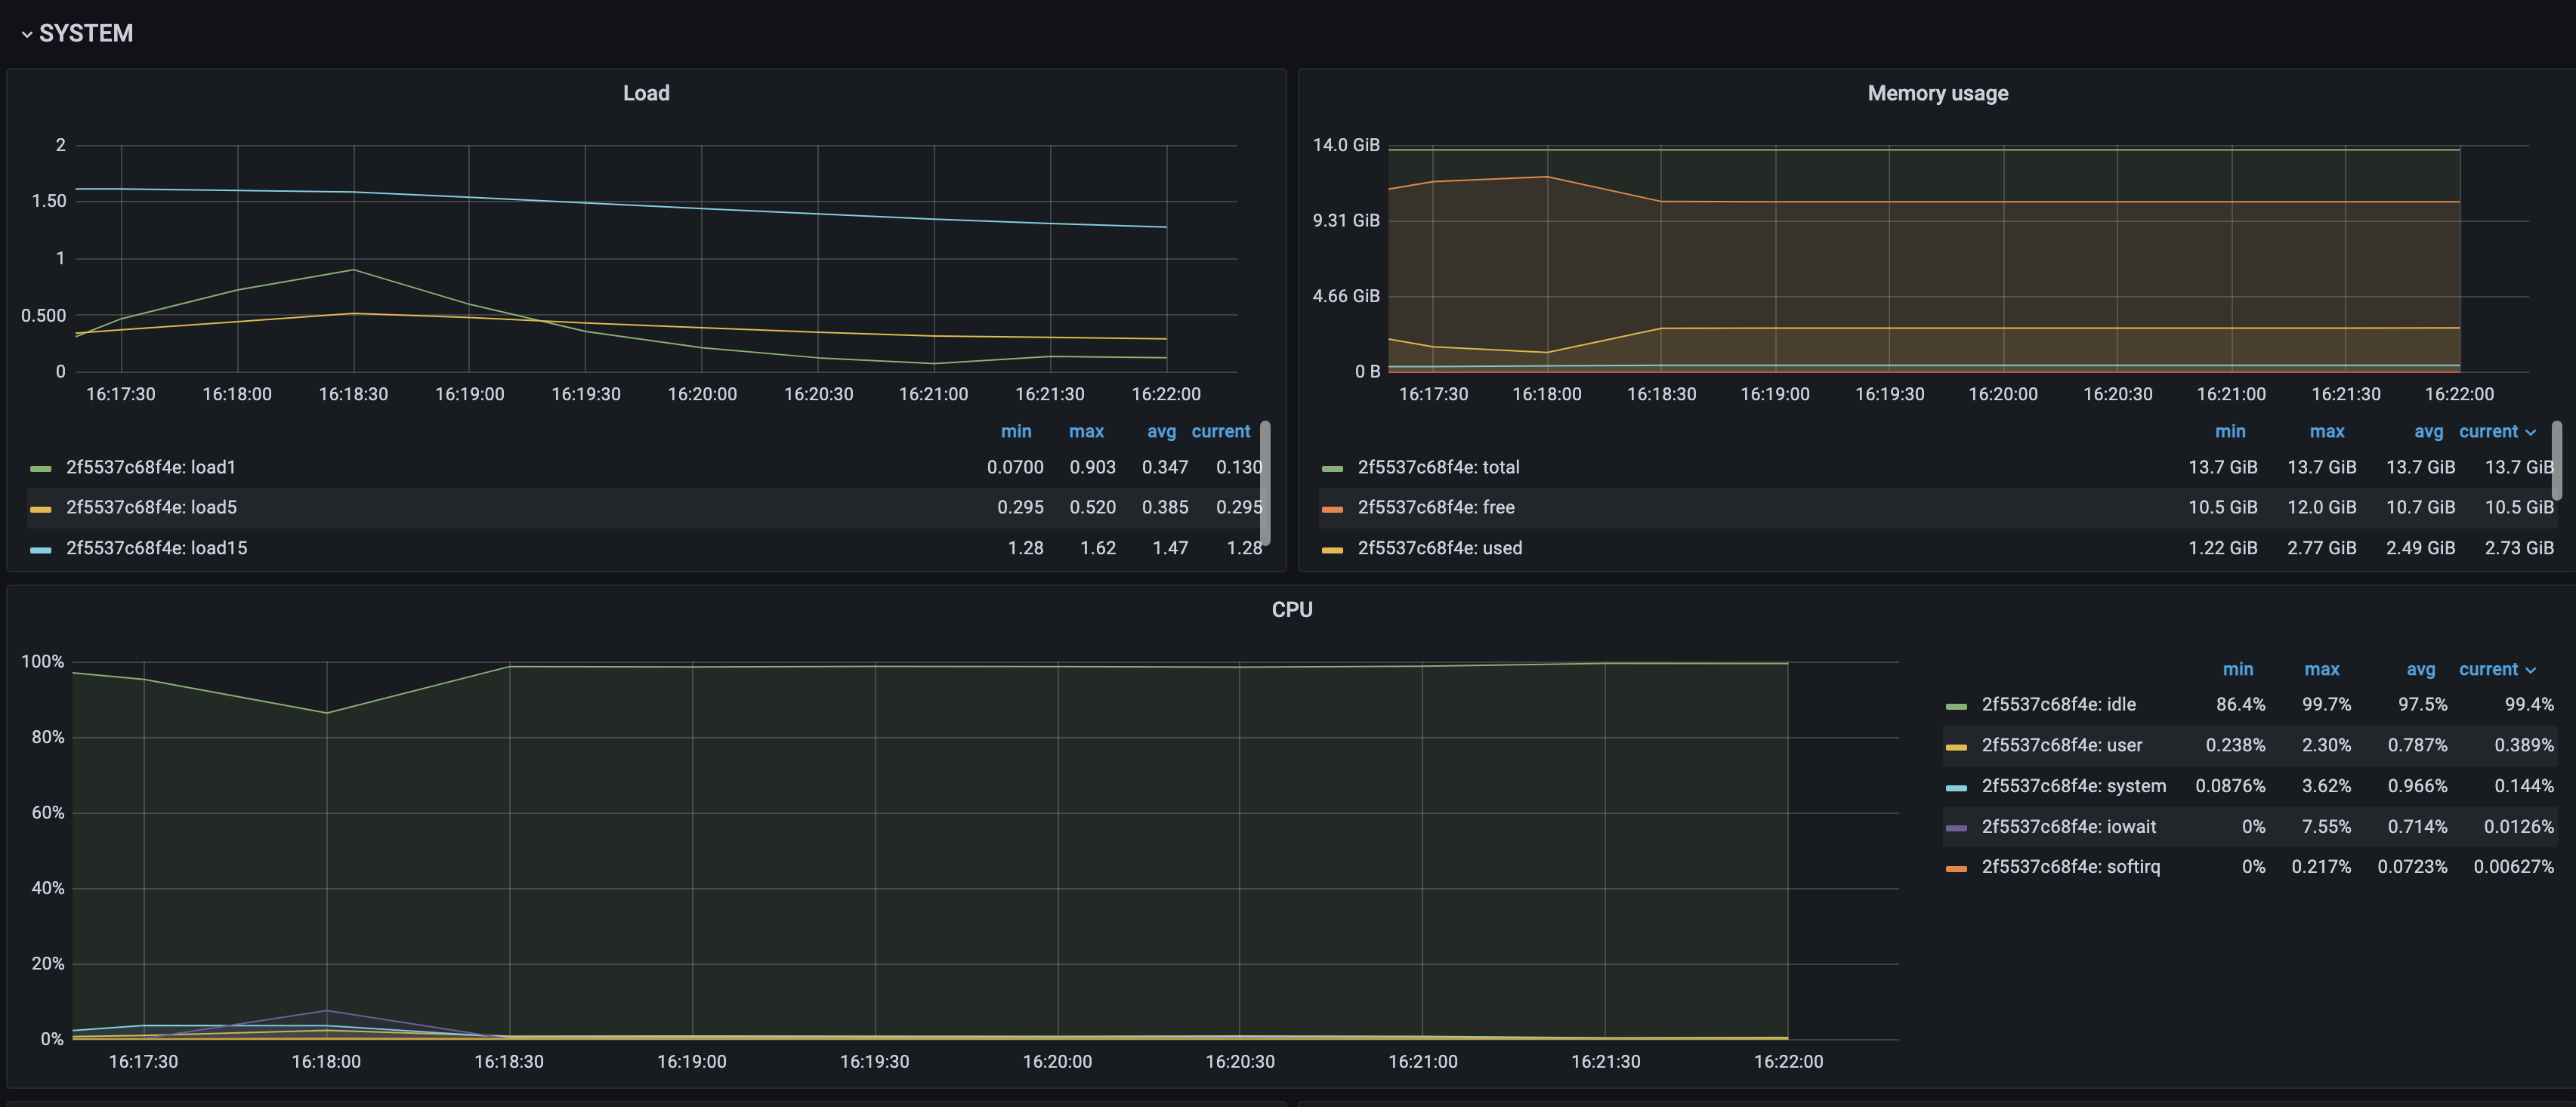 SYSTEM
Load
2
1.50
1
0.500
0
16:17:30 16:18:00 16:18:30 16:19:00 16:19:30 16:20:00 16:20:30 16:21:00 16:21:30 16:22:00
min max avg current
2f5537c68f4e: load1 0.0700 0.903 0.347 0.130
2f5537c68f4e: load5 0.295 0.520 0.385 0.295
2f5537c68f4e: load15 1.28 1.62 1.47 1.28
Memory usage
14.0 GiB
9.31 GiB
4.66 GiB
0 B
16:17:30 16:18:00 16:18:30 16:19:00 16:19:30 16:20:00 16:20:30 16:21:00 16:21:30 16:22:00
min max avg current
2f5537c68f4e: total 13.7 GiB 13.7 GiB 13.7 GiB 13.7 GiB
2f5537c68f4e: free 10.5 GiB 12.0 GiB 10.7 GiB 10.5 GiB
2f5537c68f4e: used 1.22 GiB 2.77 GiB 2.49 GiB 2.73 GiB
CPU
100%
80%
60%
40%
20%
0%
16:17:30 16:18:00 16:18:30 16:19:00 16:19:30 16:20:00 16:20:30 16:21:00 16:21:30 16:22:00
min max avg current
2f5537c68f4e: idle 86.4% 99.7% 97.5% 99.4%
2f5537c68f4e: user 0.238% 2.30% 0.787% 0.389%
2f5537c68f4e: system 0.0876% 3.62% 0.966% 0.144%
2f5537c68f4e: iowait 0% 7.55% 0.714% 0.0126%
2f5537c68f4e: softirq 0% 0.217% 0.0723% 0.00627%